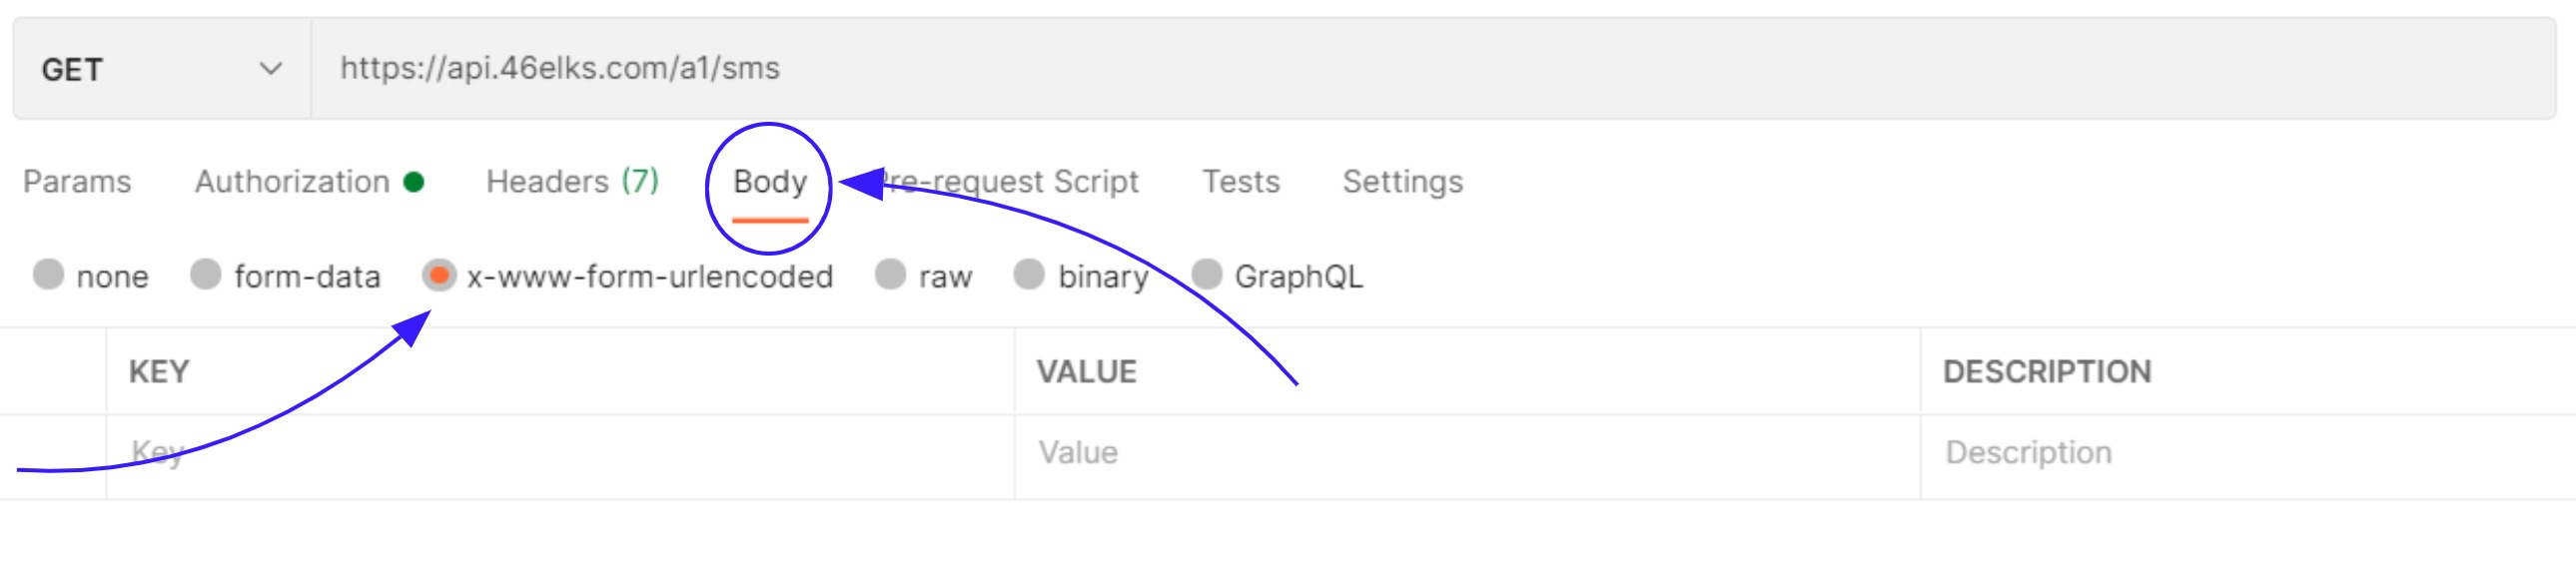 GET https://api.46elks.com/a1/sms
Params Authorization Headers (7) Body Pre-request Script Tests Settings
none form-data x-www-form-urlencoded raw binary GraphQL
KEY VALUE DESCRIPTION
Key Value Description